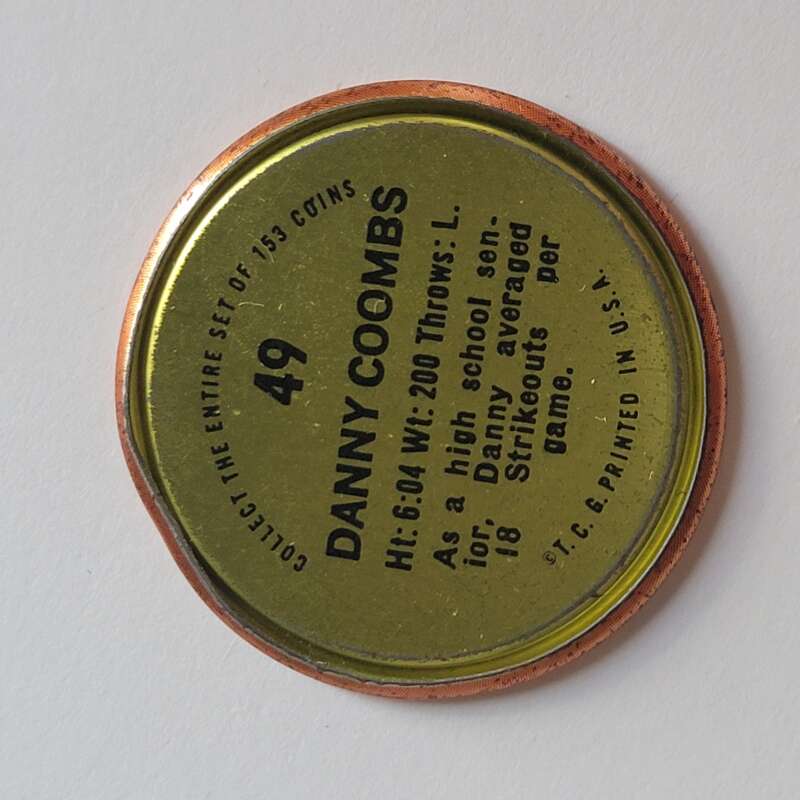 COLLECT THE ENTIRE SET OF 153 COINS
49
DANNY COOMBS
Ht: 6:04 Wt: 200 Throws: L.
As a high school sen-
ior, Danny averaged
18 Strikeouts per
game.
©T. C. G. PRINTED IN U.S.A.